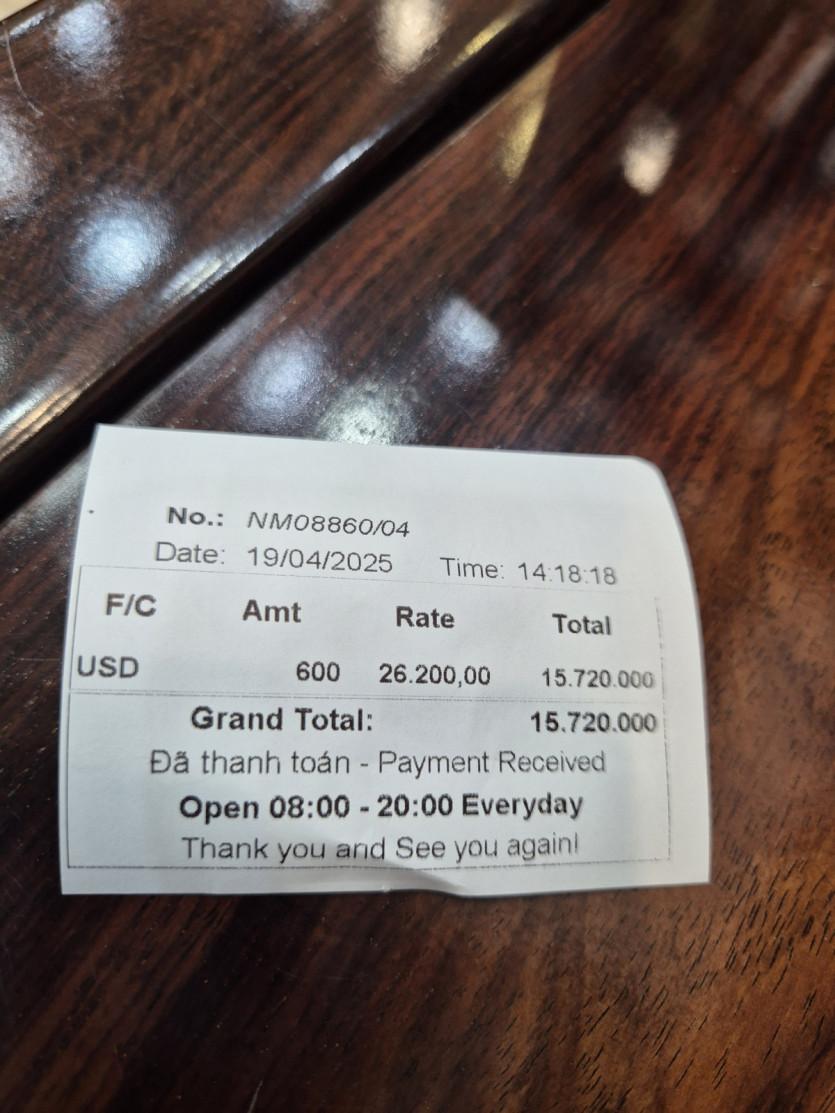 No.: NM08860/04
Date: 19/04/2025 Time: 14:18:18
F/C Amt Rate Total
USD 600 26.200,00 15.720.000
Grand Total: 15.720.000
Đã thanh toán - Payment Received
Open 08:00 - 20:00 Everyday
Thank you and See you again!